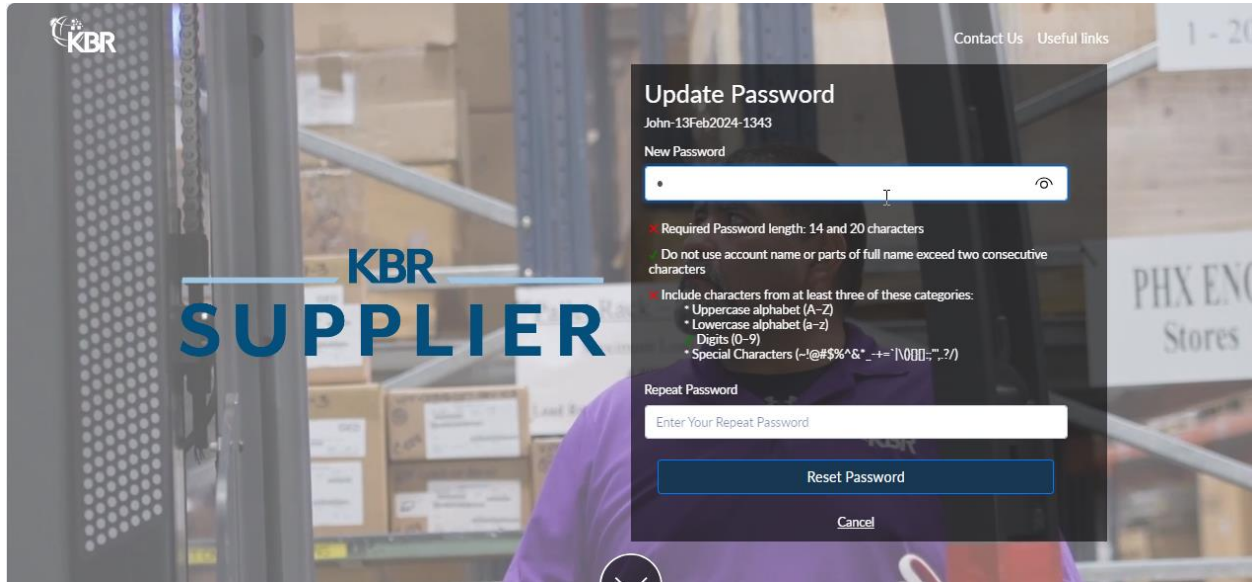 KBR
Contact Us Useful links
1 - 20
Update Password
John-13Feb2024-1343
New Password
Required Password length: 14 and 20 characters
Do not use account name or parts of full name exceed two consecutive
characters
Include characters from at least three of these categories:
* Uppercase alphabet (A–Z)
* Lowercase alphabet (a–z)
Digits (0–9)
* Special Characters
KBR
SUPPLIER
PHX ENG
Stores
Repeat Password
Enter Your Repeat Password
KBR
Reset Password
Cancel